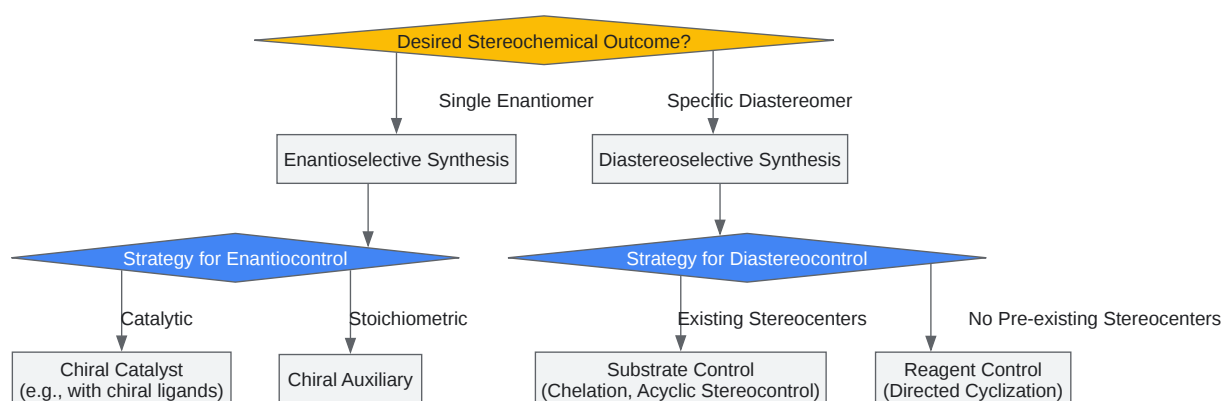 Desired Stereochemical Outcome?
Single Enantiomer
Specific Diastereomer
Enantioselective Synthesis
Diastereoselective Synthesis
Strategy for Enantiocontrol
Strategy for Diastereocontrol
Catalytic
Stoichiometric
Existing Stereocenters
No Pre-existing Stereocenters
Chiral Catalyst
(e.g., with chiral ligands)
Chiral Auxiliary
Substrate Control
(Chelation, Acyclic Stereocontrol)
Reagent Control
(Directed Cyclization)